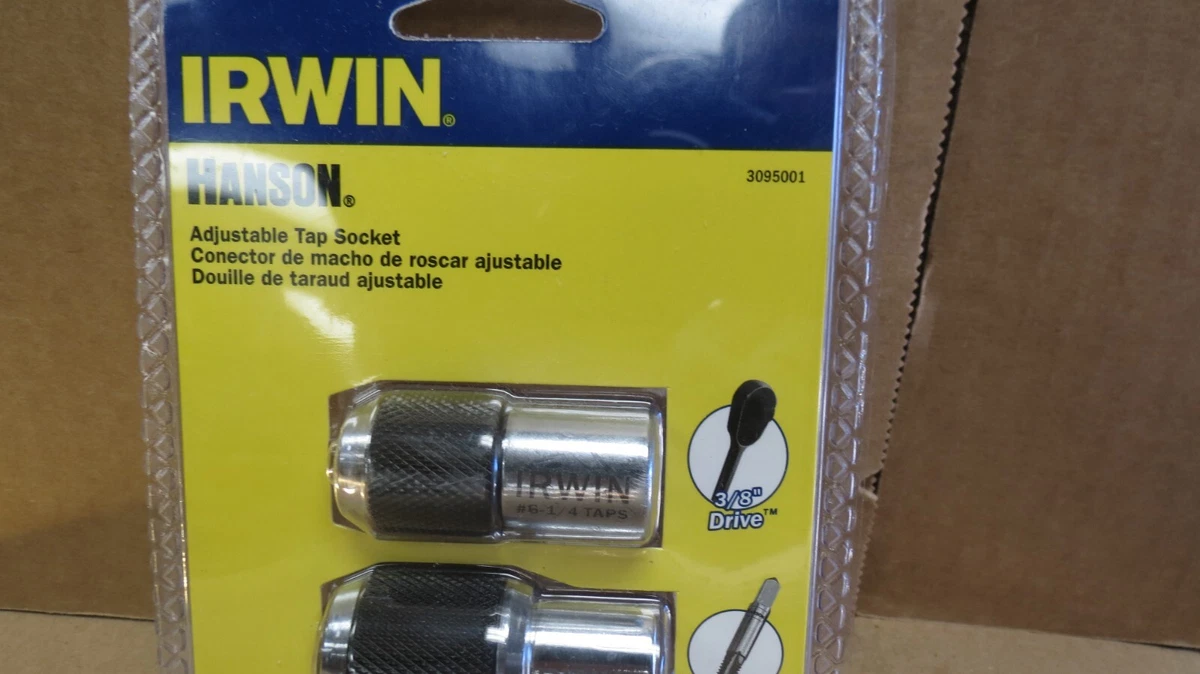 IRWIN®
HANSON®
3095001
Adjustable Tap Socket
Conector de macho de roscar ajustable
Douille de taraud ajustable
IRWIN
#6-1/4 TAPS
3/8"
Drive™